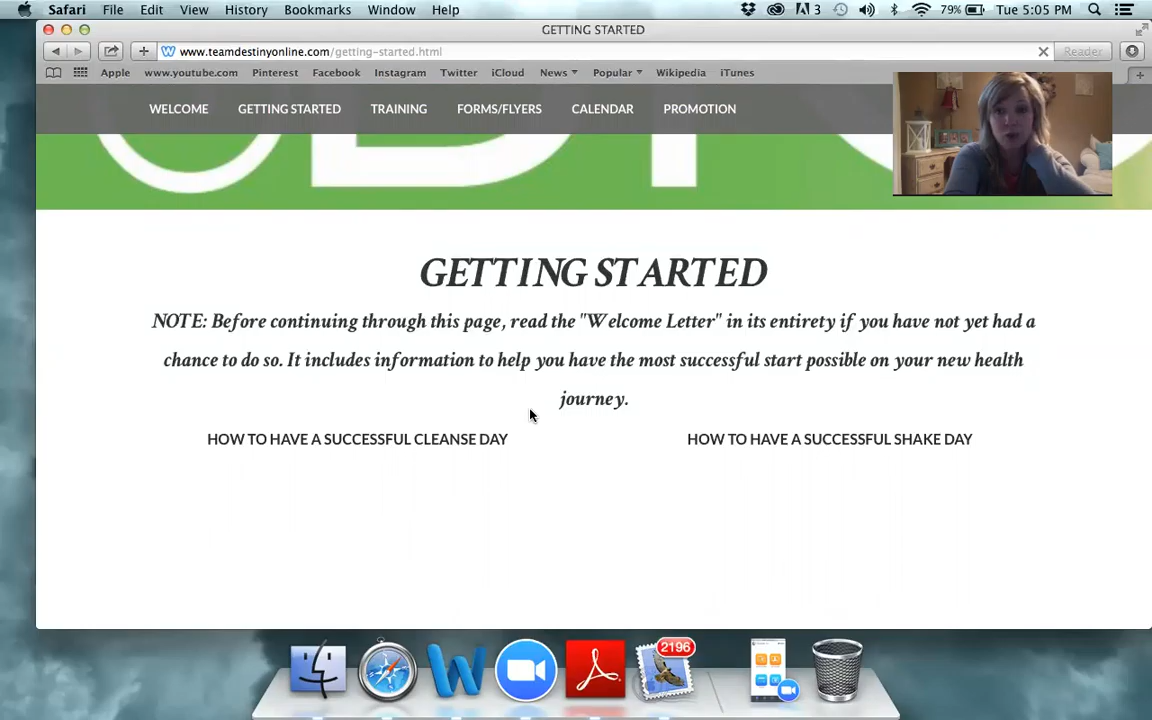 Safari File Edit View History Bookmarks Window Help 3 79% Tue 5:05 PM
GETTING STARTED
www.teamdestinyonline.com/getting-started.html Reader
Apple www.youtube.com Pinterest Facebook Instagram Twitter iCloud News Popular Wikipedia iTunes
WELCOME GETTING STARTED TRAINING FORMS/FLYERS CALENDAR PROMOTION
GETTING STARTED
NOTE: Before continuing through this page, read the "Welcome Letter" in its entirety if you have not yet had a
chance to do so. It includes information to help you have the most successful start possible on your new health
journey.
HOW TO HAVE A SUCCESSFUL CLEANSE DAY HOW TO HAVE A SUCCESSFUL SHAKE DAY
2196